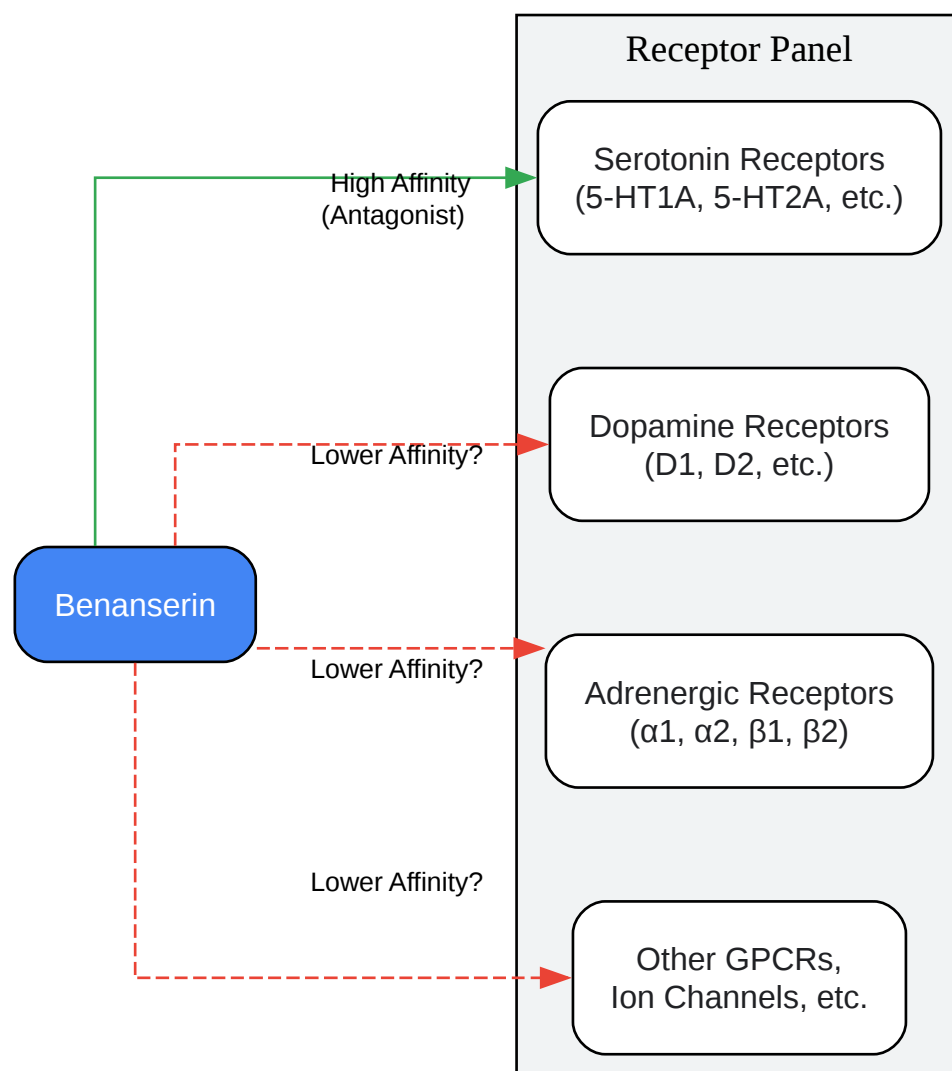 Receptor Panel
Serotonin Receptors
(5-HT1A, 5-HT2A, etc.)
High Affinity
(Antagonist)
Dopamine Receptors
(D1, D2, etc.)
Lower Affinity?
Benanserin
Lower Affinity?
Adrenergic Receptors
(α1, α2, β1, β2)
Lower Affinity?
Other GPCRs,
Ion Channels, etc.